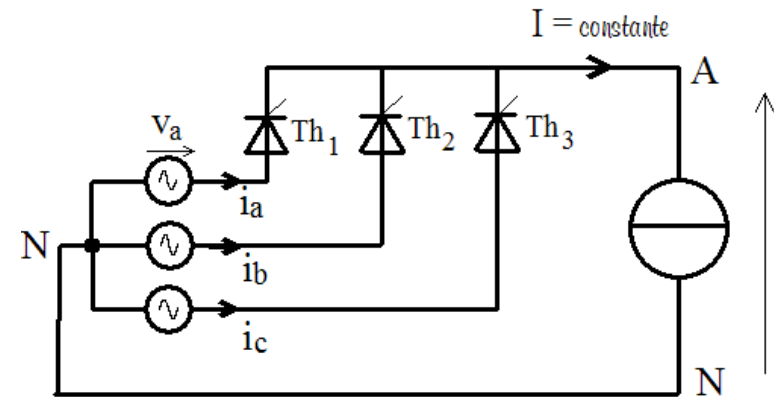 I = constante
A
va
Th1
Th2
Th3
ia
N
ib
ic
N